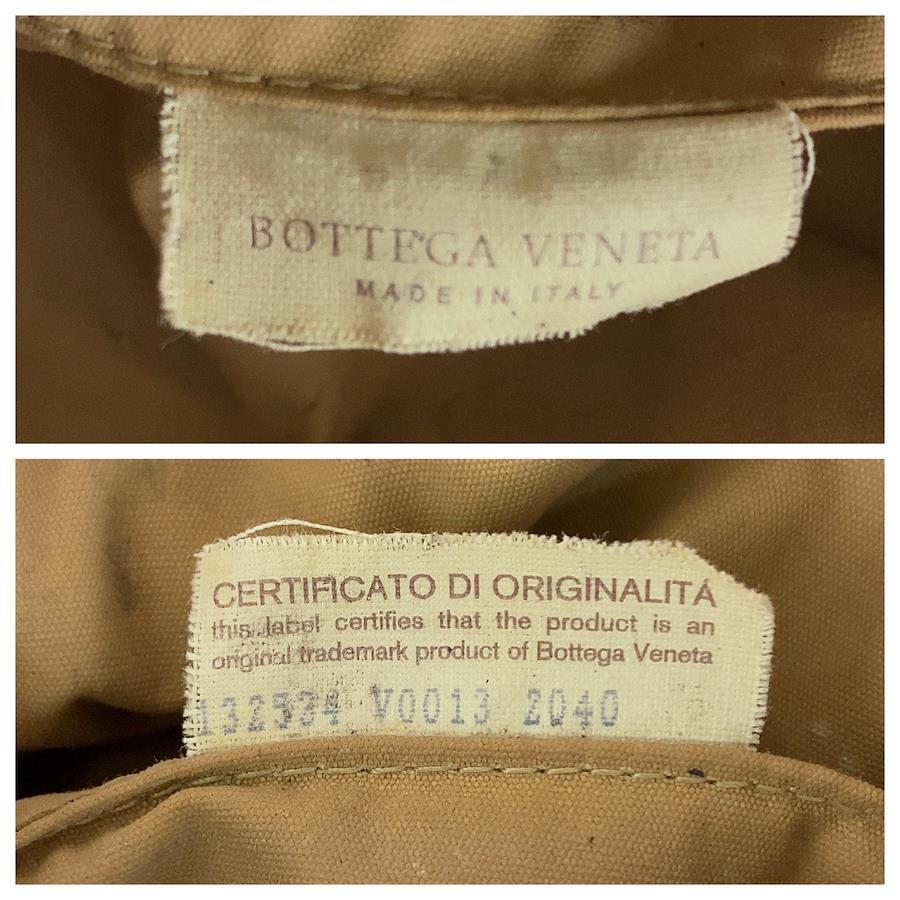 BOTTEGA VENETA
MADE IN ITALY
CERTIFICATO DI ORIGINALITÁ
this label certifies that the product is an
original trademark product of Bottega Veneta
132534 V0013 2040